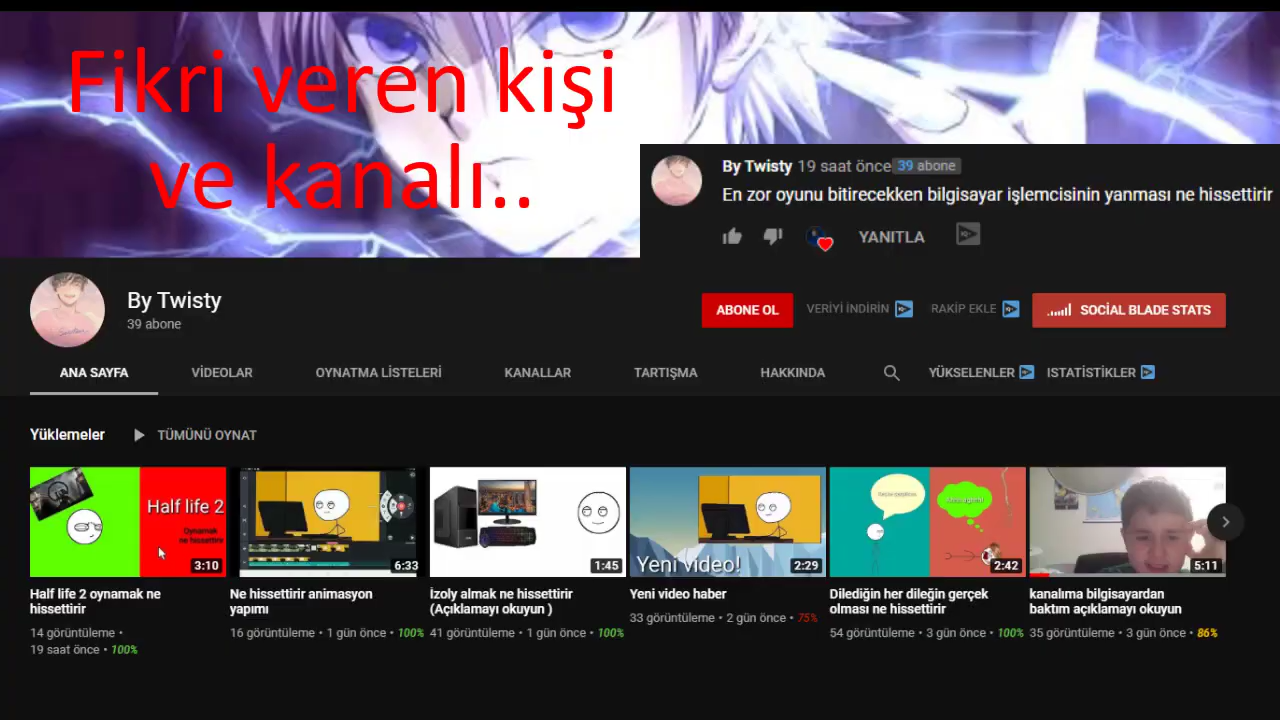 Fikri veren kişi
ve kanalı..
By Twisty 19 saat önce 39 abone
En zor oyunu bitirecekken bilgisayar işlemcisinin yanması ne hissettirir
YANITLA
By Twisty
39 abone
ABONE OL
VERİYİ İNDİRİN
RAKİP EKLE
SOCİAL BLADE STATS
ANA SAYFA
VİDEOLAR
OYNATMA LİSTELERİ
KANALLAR
TARTIŞMA
HAKKINDA
YÜKSELENLER
ISTATİSTİKLER
Yüklemeler
TÜMÜNÜ OYNAT
Half life 2
Oynamak
ne hissettirir
3:10
Half life 2 oynamak ne
hissettirir
14 görüntüleme •
19 saat önce • 100%
6:33
Ne hissettirir animasyon
yapımı
16 görüntüleme • 1 gün önce • 100%
1:45
İzoly almak ne hissettirir
(Açıklamayı okuyun )
41 görüntüleme • 1 gün önce • 100%
Yeni video!
2:29
Yeni video haber
33 görüntüleme • 2 gün önce • 75%
2:42
Dilediğin her dileğin gerçek
olması ne hissettirir
54 görüntüleme • 3 gün önce • 100%
5:11
kanalıma bilgisayardan
baktım açıklamayı okuyun
35 görüntüleme • 3 gün önce • 86%